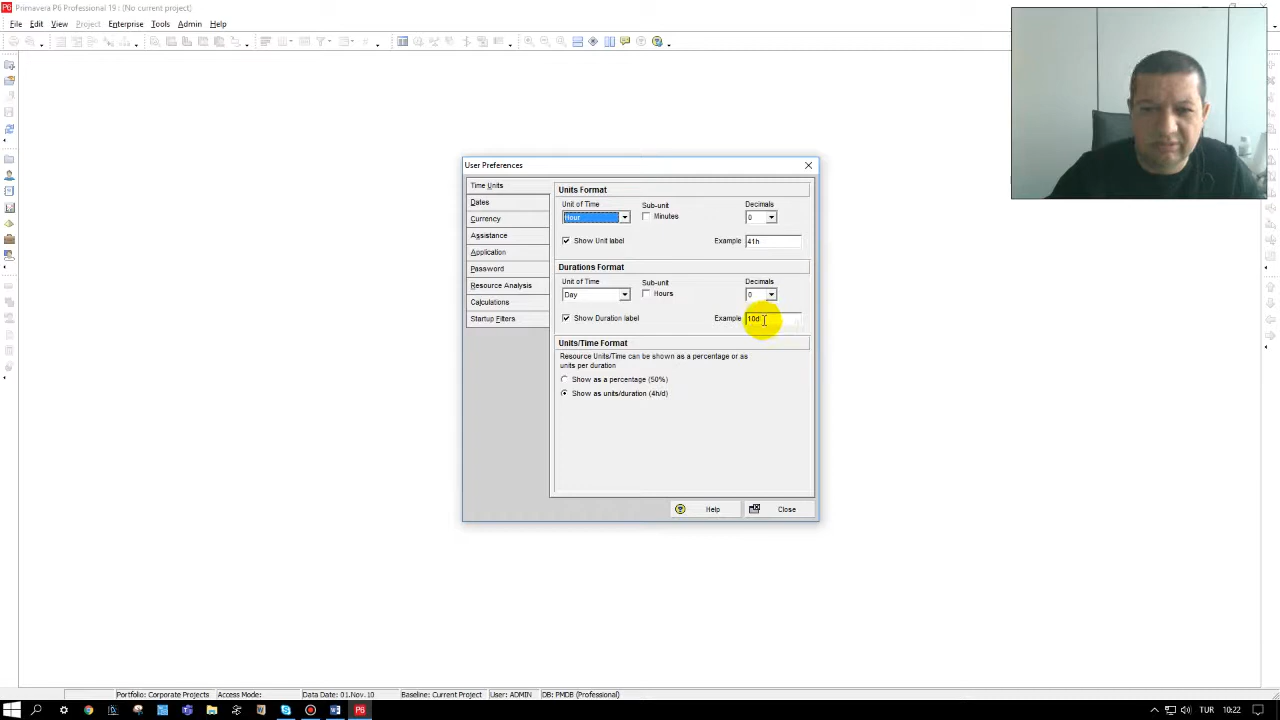 Primavera P6 Professional 19 : (No current project)
File Edit View Project Enterprise Tools Admin Help
User Preferences
Time Units
Dates
Currency
Assistance
Application
Password
Resource Analysis
Calculations
Startup Filters
Units Format
Unit of Time Sub-unit Decimals
Hour Minutes 0
Show Unit label Example 41h
Durations Format
Unit of Time Sub-unit Decimals
Day Hours 0
Show Duration label Example 10d
Units/Time Format
Resource Units/Time can be shown as a percentage or as
units per duration
Show as a percentage (50%)
Show as units/duration (4h/d)
Help Close
Portfolio: Corporate Projects Access Mode: Data Date: 01.Nov.10 Baseline: Current Project User: ADMIN DB: PMDB (Professional)
P6 TUR 10:22